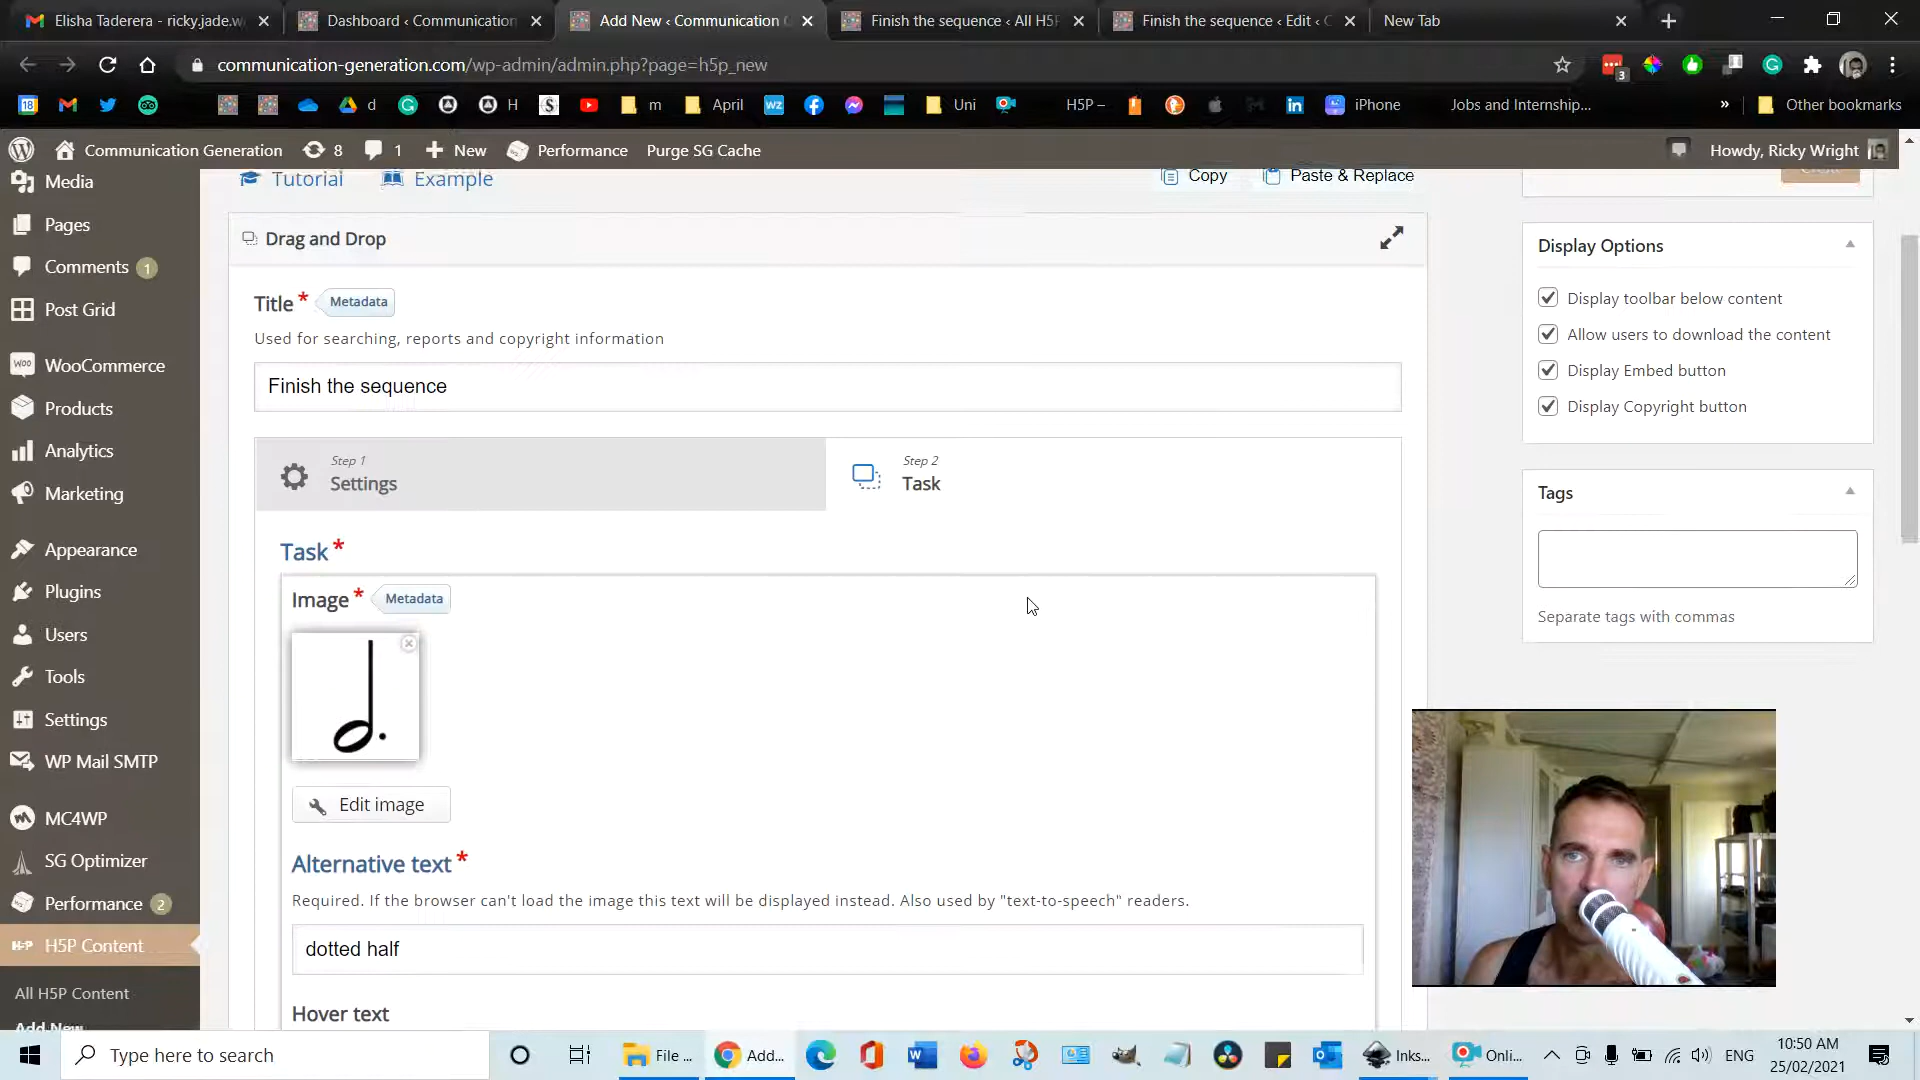 Elisha Taderera - ricky.jade.w
Dashboard ‹ Communication
Add New ‹ Communication
Finish the sequence ‹ All H5P
Finish the sequence ‹ Edit ‹ C
New Tab
communication-generation.com/wp-admin/admin.php?page=h5p_new
3
18
d
H
m
April
Uni
H5P –
iPhone
Jobs and Internship...
»
Other bookmarks
Communication Generation
8
1
New
Performance
Purge SG Cache
Howdy, Ricky Wright
Media
Pages
Comments 1
Post Grid
WooCommerce
Products
Analytics
Marketing
Appearance
Plugins
Users
Tools
Settings
WP Mail SMTP
MC4WP
SG Optimizer
Performance 2
H5P Content
All H5P Content
Add New
Tutorial
Example
Copy
Paste & Replace
Drag and Drop
Title * Metadata
Used for searching, reports and copyright information
Finish the sequence
Step 1
Settings
Step 2
Task
Task *
Image * Metadata
Edit image
Alternative text *
Required. If the browser can't load the image this text will be displayed instead. Also used by "text-to-speech" readers.
dotted half
Hover text
Display Options
Display toolbar below content
Allow users to download the content
Display Embed button
Display Copyright button
Tags
Separate tags with commas
Type here to search
File ...
Add...
Inks...
Onli...
ENG
10:50 AM
25/02/2021